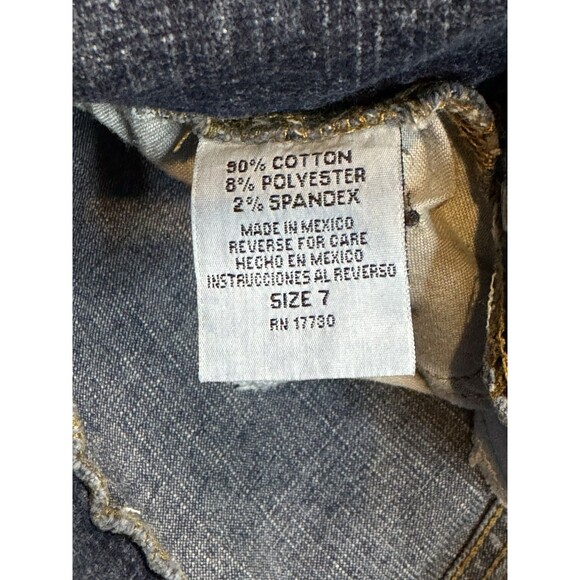 90% COTTON
8% POLYESTER
2% SPANDEX
MADE IN MEXICO
REVERSE FOR CARE
HECHO EN MEXICO
INSTRUCCIONES AL REVERSO
SIZE 7
RN 17730